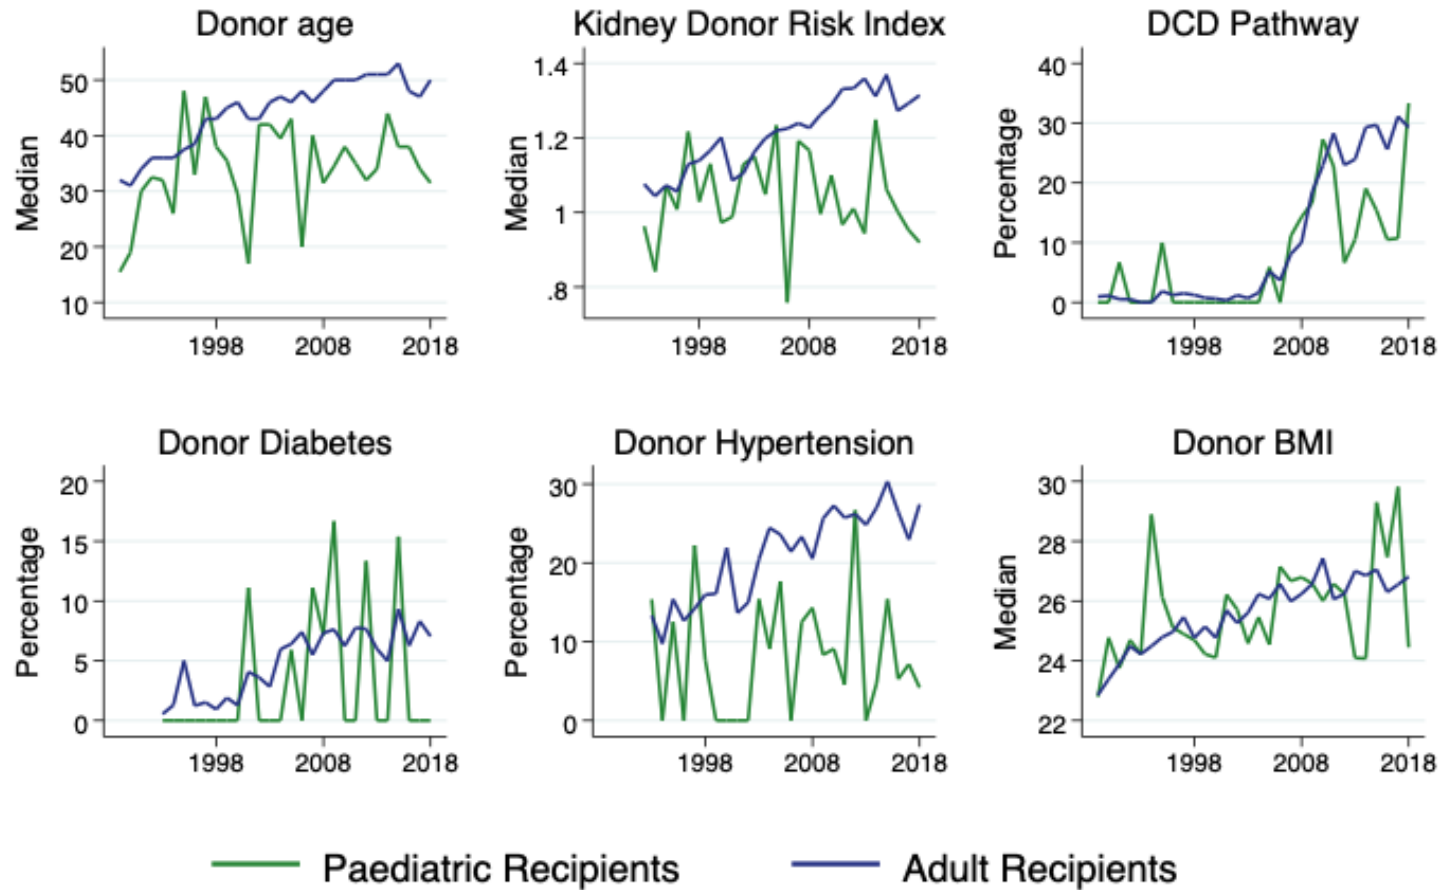 Donor age
Median
50
40
30
20
10
1998 2008 2018
Kidney Donor Risk Index
Median
1.4
1.2
1
.8
1998 2008 2018
DCD Pathway
Percentage
40
30
20
10
0
1998 2008 2018
Donor Diabetes
Percentage
20
15
10
5
0
1998 2008 2018
Donor Hypertension
Percentage
30
20
10
0
1998 2008 2018
Donor BMI
Median
30
28
26
24
22
1998 2008 2018
Paediatric Recipients Adult Recipients